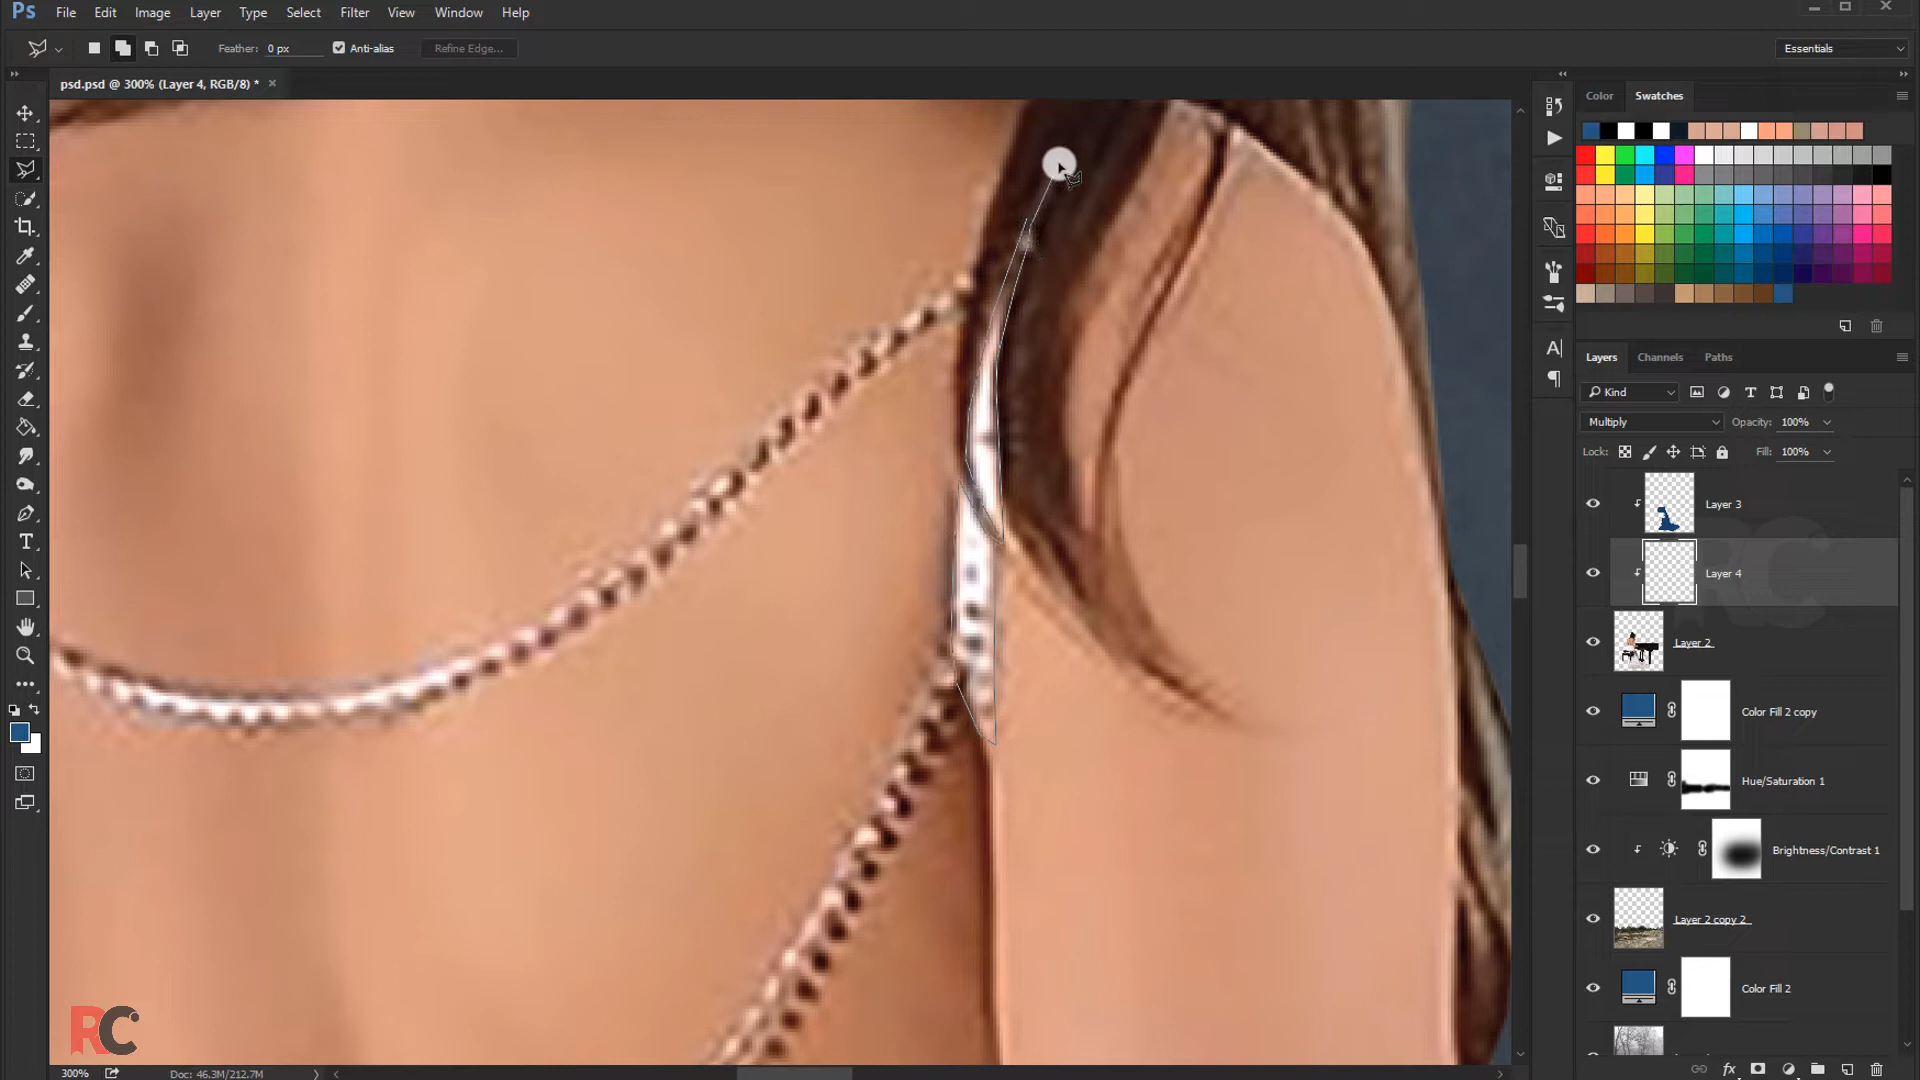 Ps File Edit Image Layer Type Select Filter View Window Help
Feather: 0 px Anti-alias Refine Edge... Essentials
psd.psd @ 300% (Layer 4, RGB/8) * ×
Color Swatches
Layers Channels Paths
Kind
Multiply Opacity: 100%
Lock: Fill: 100%
Layer 3
Layer 4
Layer 2
Color Fill 2 copy
Hue/Saturation 1
Brightness/Contrast 1
Layer 2 copy 2
Color Fill 2
RC
300% Doc: 46.3M/212.7M
fx